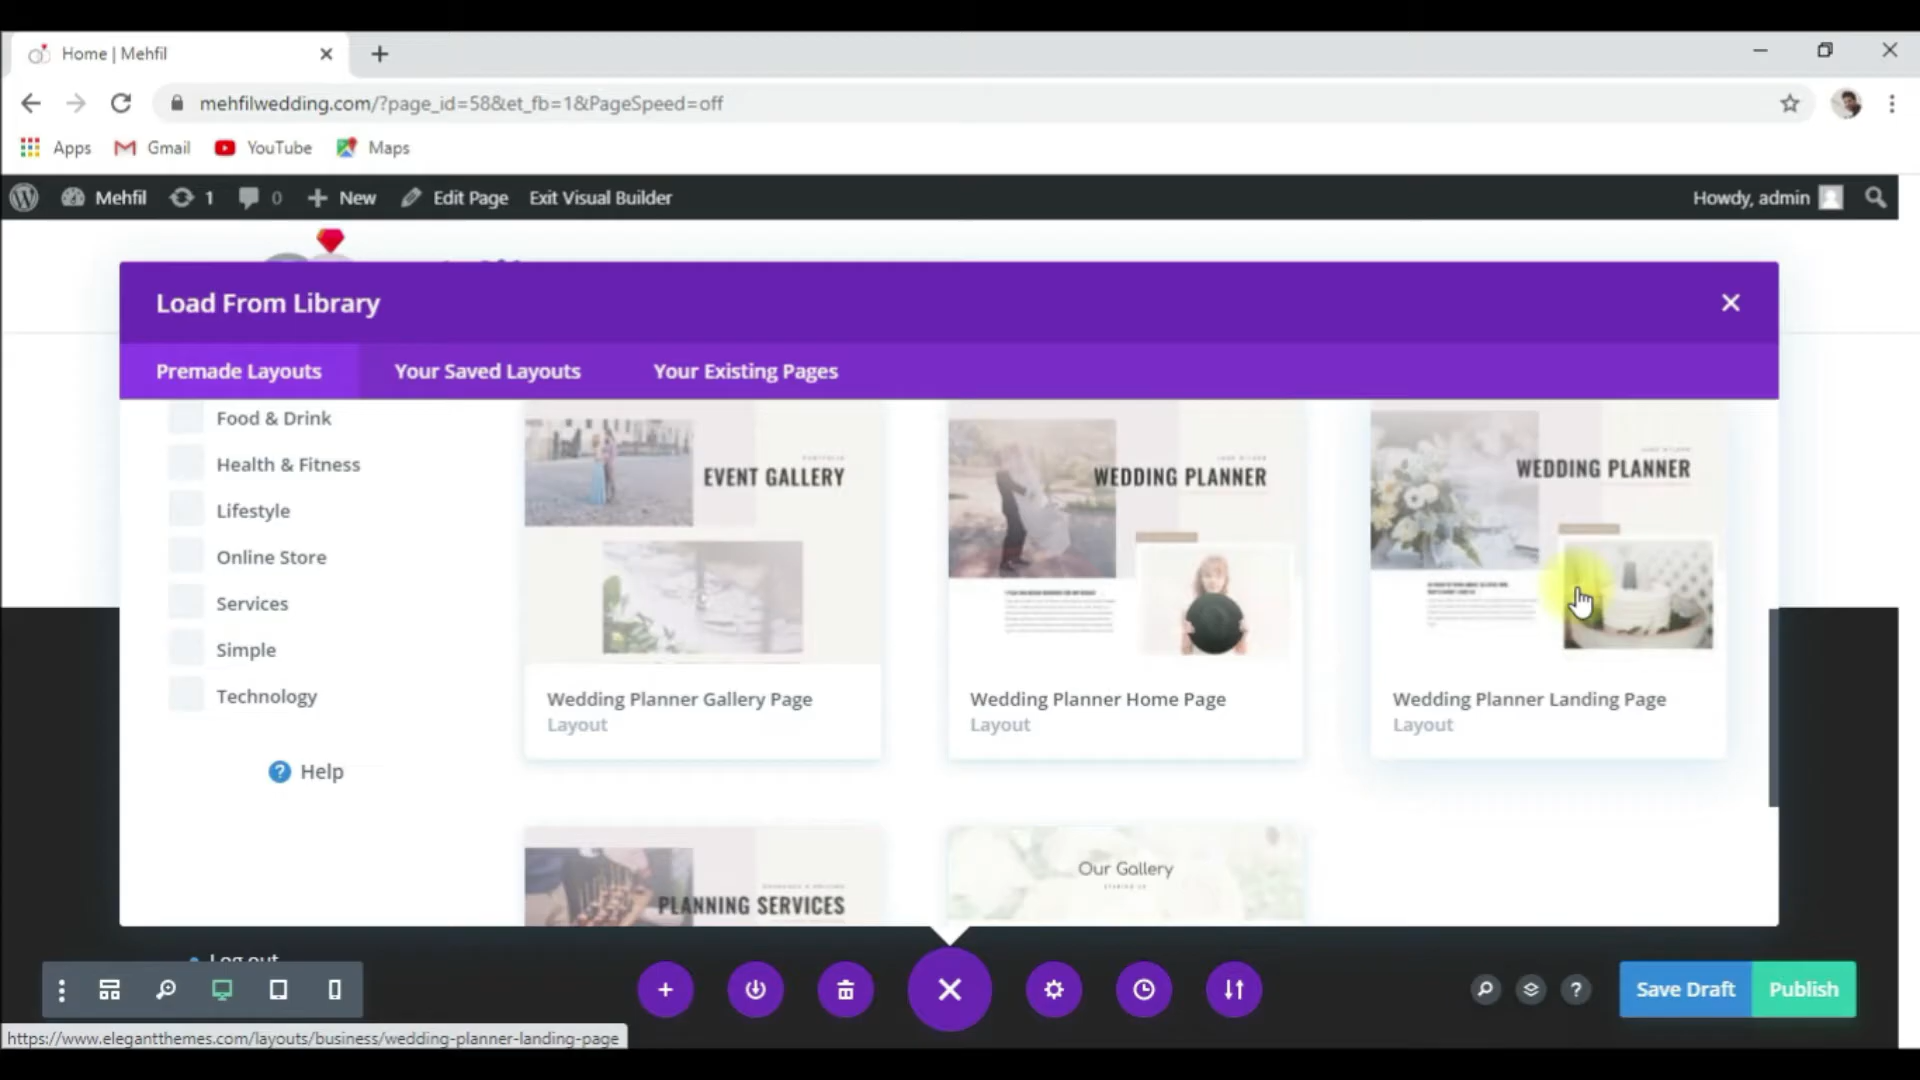 Home | Mehfil
mehfilwedding.com/?page_id=58&et_fb=1&PageSpeed=off
Apps Gmail YouTube Maps
Mehfil 1 0 New Edit Page Exit Visual Builder Howdy, admin
Load From Library
Premade Layouts Your Saved Layouts Your Existing Pages
Food & Drink
Health & Fitness
Lifestyle
Online Store
Services
Simple
Technology
Help
EVENT GALLERY
Wedding Planner Gallery Page
Layout
WEDDING PLANNER
Wedding Planner Home Page
Layout
WEDDING PLANNER
Wedding Planner Landing Page
Layout
PLANNING SERVICES
Our Gallery
Log out
Save Draft Publish
https://www.elegantthemes.com/layouts/business/wedding-planner-landing-page